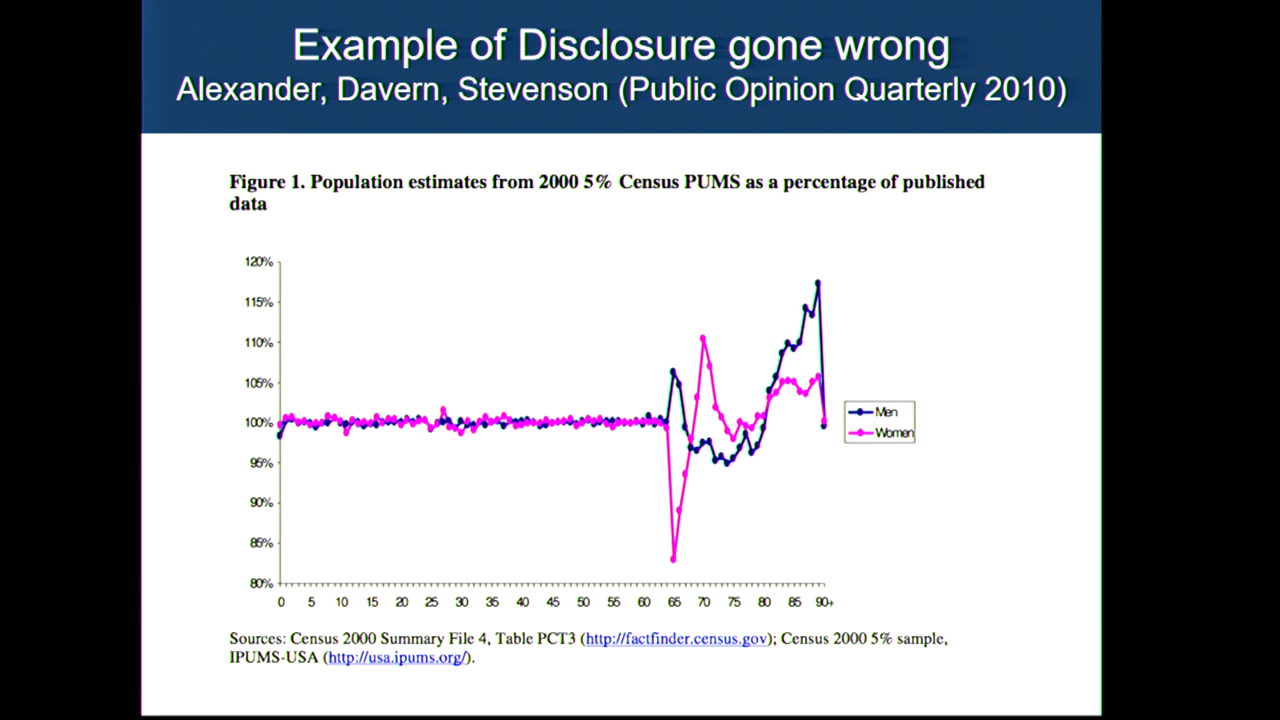 Example of Disclosure gone wrong
Alexander, Davern, Stevenson (Public Opinion Quarterly 2010)
Figure 1. Population estimates from 2000 5% Census PUMS as a percentage of published
data
120%
115%
110%
105%
100%
95%
90%
85%
80%
0 5 10 15 20 25 30 35 40 45 50 55 60 65 70 75 80 85 90+
Men
Women
Sources: Census 2000 Summary File 4, Table PCT3 (http://factfinder.census.gov); Census 2000 5% sample,
IPUMS-USA (http://usa.ipums.org/).